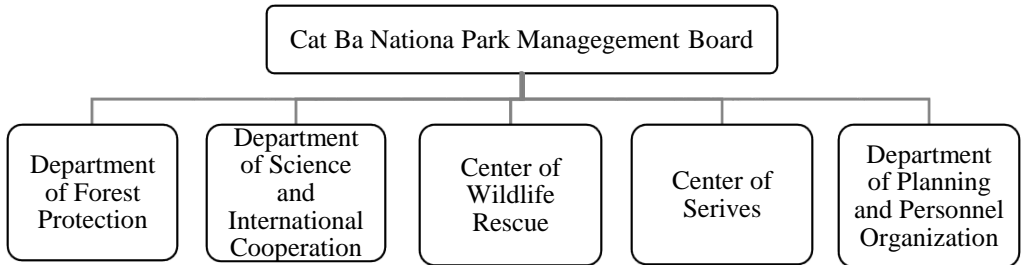 Cat Ba Nationa Park Managegement Board
Department
of Forest
Protection
Department
of Science
and
International
Cooperation
Center of
Wildlife
Rescue
Center of
Serives
Department
of Planning
and Personnel
Organization